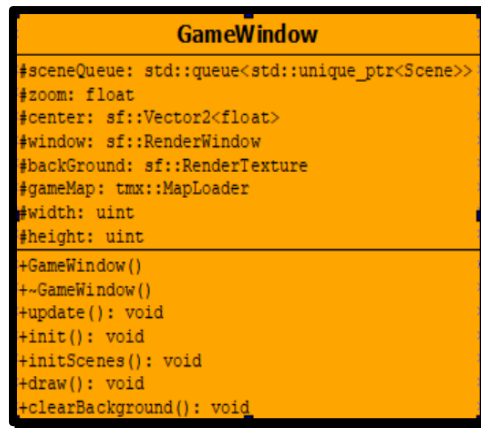 GameWindow
#sceneQueue: std::queue<std::unique_ptr<Scene>>
#zoom: float
#center: sf::Vector2<float>
#window: sf::RenderWindow
#backGround: sf::RenderTexture
#gameMap: tmx::MapLoader
#width: uint
#height: uint
+GameWindow()
+~GameWindow()
+update(): void
+init(): void
+initScenes(): void
+draw(): void
+clearBackground(): void